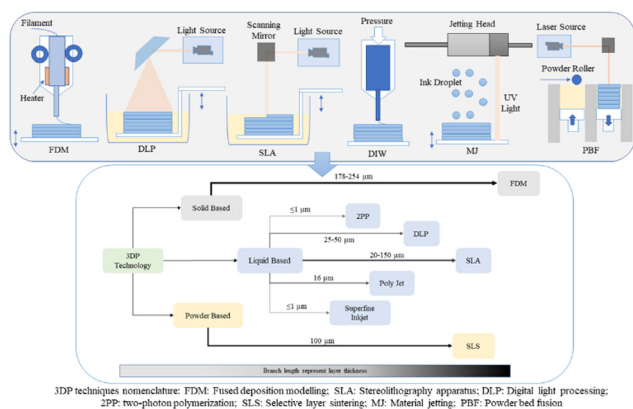 Filament
Heater
FDM
Light Source
DLP
Scanning
Mirror
Light Source
SLA
Pressure
DIW
Jetting Head
Ink Droplet
UV
Light
MJ
Laser Source
Powder Roller
PBF
178-254 μm
Solid Based
FDM
≤1 μm
2PP
25-50 μm
DLP
3DP
Technology
Liquid Based
20-150 μm
SLA
16 μm
Poly Jet
≤1 μm
Superfine
Inkjet
Powder Based
100 μm
SLS
Branch length represent layer thickness
3DP techniques nomenclature: FDM: Fused deposition modelling; SLA: Stereolithography apparatus; DLP: Digital light processing;
2PP: two-photon polymerization; SLS: Selective layer sintering; MJ: Material jetting; PBF: Powder bed fusion